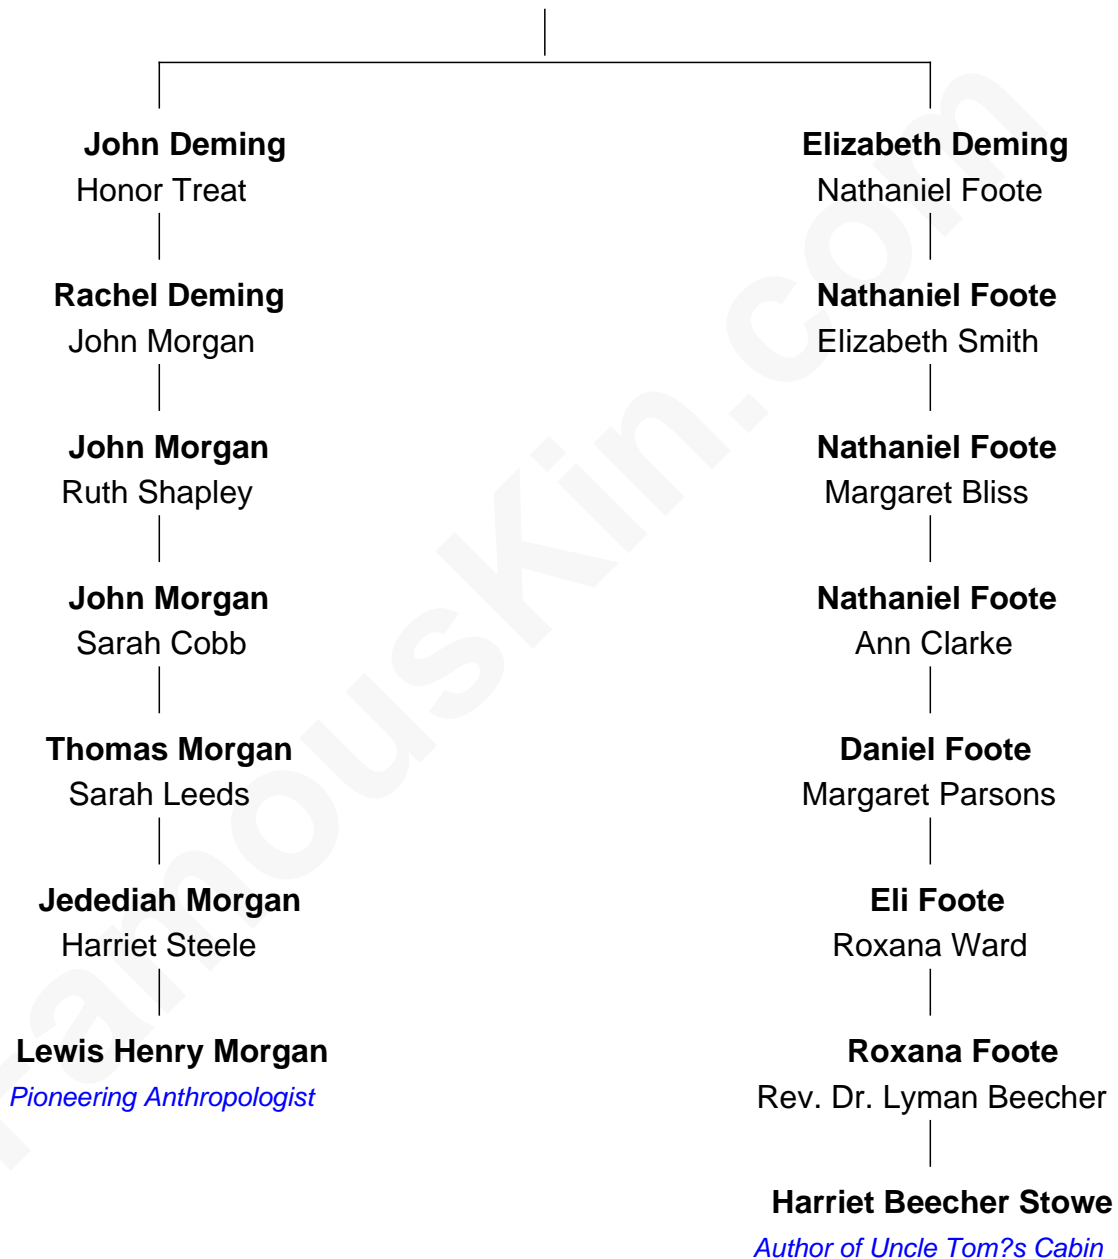 John Deming
Honor Treat
Rachel Deming
John Morgan
John Morgan
Ruth Shapley
John Morgan
Sarah Cobb
Thomas Morgan
Sarah Leeds
Jedediah Morgan
Harriet Steele
Lewis Henry Morgan
Pioneering Anthropologist
Elizabeth Deming
Nathaniel Foote
Nathaniel Foote
Elizabeth Smith
Nathaniel Foote
Margaret Bliss
Nathaniel Foote
Ann Clarke
Daniel Foote
Margaret Parsons
Eli Foote
Roxana Ward
Roxana Foote
Rev. Dr. Lyman Beecher
Harriet Beecher Stowe
Author of Uncle Tom?s Cabin
FamousKin.com